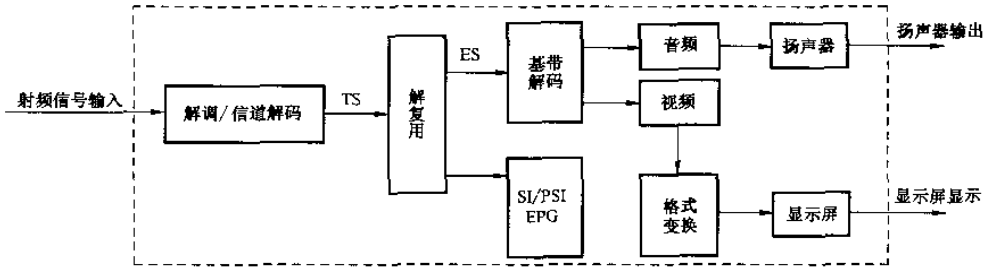 射频信号输入
解调/信道解码
TS
解复用
ES
基带
解码
SI/PSI
EPG
音频
扬声器
扬声器输出
视频
格式
变换
显示屏
显示屏显示